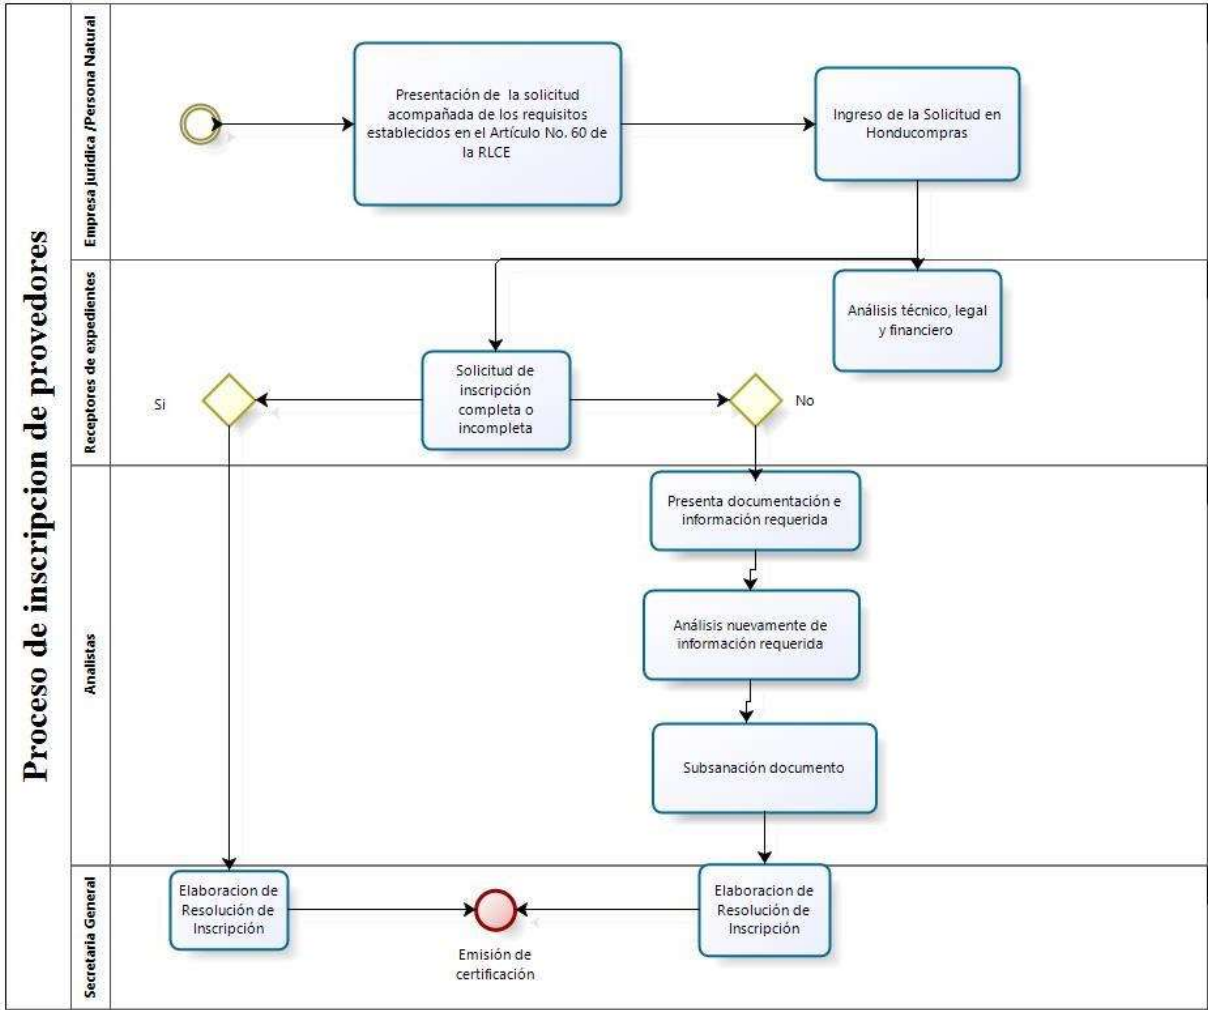 Proceso de inscripcion de provedores
Empresa juridica /Persona Natural
Presentación de la solicitud
acompañada de los requisitos
establecidos en el Artículo No. 60 de
la RLCE
Ingreso de la Solicitud en
Honducompras
Receptores de expedientes
Análisis técnico, legal
y financiero
Solicitud de
inscripción
completa o
incompleta
Si
No
Analistas
Presenta documentación e
información requerida
Análisis nuevamente de
información requerida
Subsanación documento
Secretaria General
Elaboracion de
Resolución de
Inscripción
Emisión de
certificación
Elaboracion de
Resolución de
Inscripción